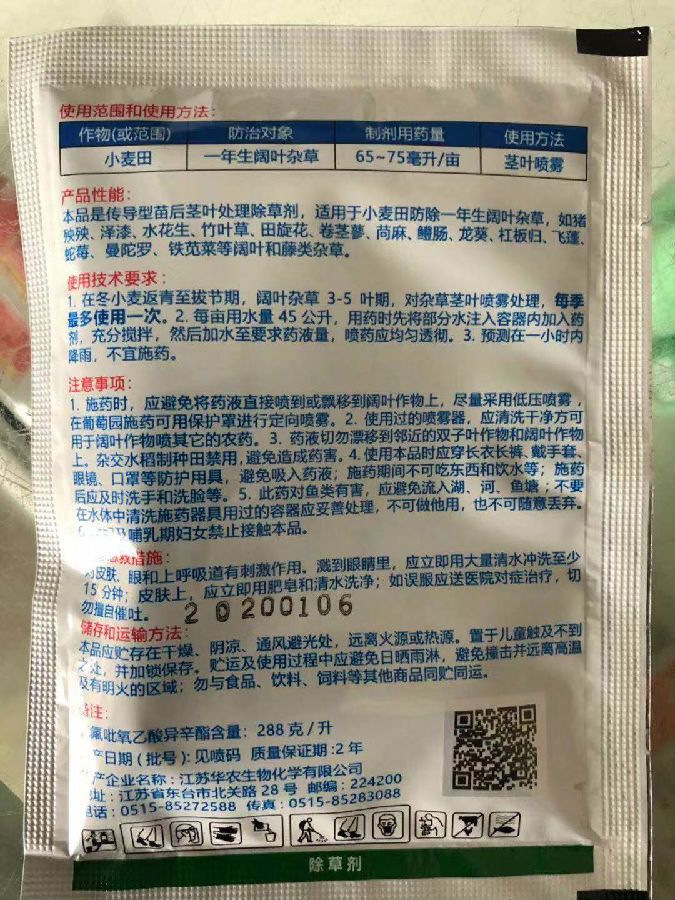 使用范围和使用方法:
作物(或范围) 防治对象 制剂用药量 使用方法
小麦田 一年生阔叶杂草 65~75毫升/亩 茎叶喷雾
产品性能:
本品是传导型苗后茎叶处理除草剂，适用于小麦田防除一年生阔叶杂草，如猪
殃殃、泽漆、水花生、竹叶草、田旋花、卷茎蓼、苘麻、鳢肠、龙葵、杠板归、飞蓬、
蛇莓、曼陀罗、铁苋菜等阔叶和藤类杂草。
使用技术要求:
1. 在冬小麦返青至拔节期，阔叶杂草 3-5 叶期，对杂草茎叶喷雾处理，每季
最多使用一次。2. 每亩用水量 45 公升，用药时先将部分水注入容器内加入药
剂，充分搅拌，然后加水至要求药液量，喷药应均匀透彻。3. 预测在一小时内
降雨，不宜施药。
注意事项:
1. 施药时，应避免将药液直接喷到或飘移到阔叶作物上，尽量采用低压喷雾，
在葡萄园施药可用保护罩进行定向喷雾。2. 使用过的喷雾器，应清洗干净方可
用于阔叶作物喷其它的农药。3. 药液切勿漂移到邻近的双子叶作物和阔叶作物
上。杂交水稻制种田禁用，避免造成药害。4. 使用本品时应穿长衣长裤、戴手套、
眼镜、口罩等防护用具，避免吸入药液；施药期间不可吃东西和饮水等；施药
后应及时洗手和洗脸等。5. 此药对鱼类有害，应避免流入湖、河、鱼塘；不要
在水体中清洗施药器具用过的容器应妥善处理，不可做他用，也不可随意丢弃。
哺乳期妇女禁止接触本品。
措施:
对皮肤、眼和上呼吸道有刺激作用。溅到眼睛里，应立即用大量清水冲洗至少
15 分钟；皮肤上，应立即用肥皂和清水洗净；如误服应送医院对症治疗，切
勿擅自催吐。
20200106
储存和运输方法:
本品应贮存在干燥、阴凉、通风避光处，远离火源或热源。置于儿童触及不到
之处，并加锁保存。贮运及使用过程中应避免日晒雨淋，避免撞击并远离高温
及有明火的区域；勿与食品、饮料、饲料等其他商品同贮同运。
备注:
氟吡氧乙酸异辛酯含量: 288 克/升
产日期(批号):见喷码 质量保证期:2 年
产企业名称:江苏华农生物化学有限公司
址:江苏省东台市北关路 28 号 邮编: 224200
电话: 0515-85272588 传真: 0515-85283088
除草剂